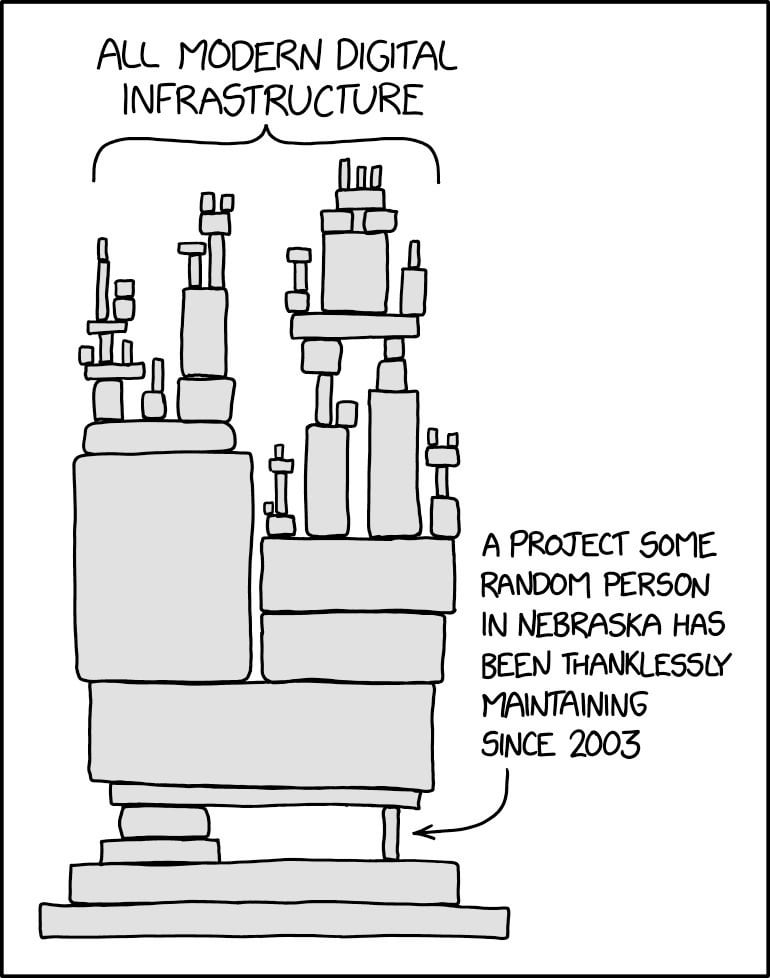 ALL MODERN DIGITAL
INFRASTRUCTURE
A PROJECT SOME
RANDOM PERSON
IN NEBRASKA HAS
BEEN THANKLESSLY
MAINTAINING
SINCE 2003